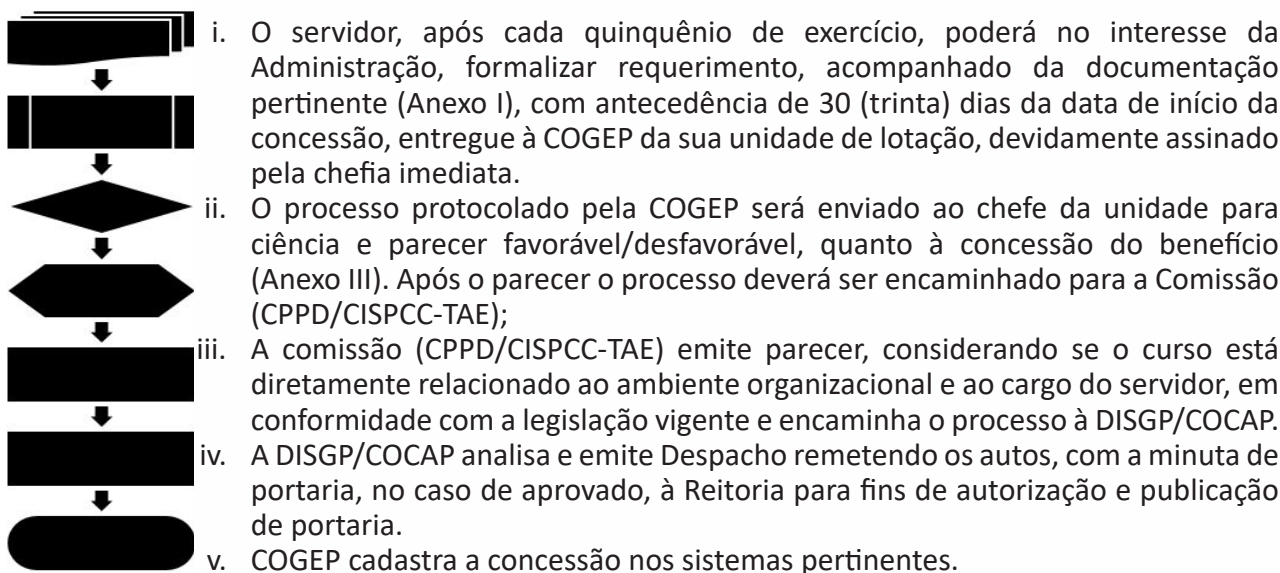 i. O servidor, após cada quinquênio de exercício, poderá no interesse da
Administração, formalizar requerimento, acompanhado da documentação
pertinente (Anexo I), com antecedência de 30 (trinta) dias da data de início da
concessão, entregue à COGEP da sua unidade de lotação, devidamente assinado
pela chefia imediata.
ii. O processo protocolado pela COGEP será enviado ao chefe da unidade para
ciência e parecer favorável/desfavorável, quanto à concessão do benefício
(Anexo III). Após o parecer o processo deverá ser encaminhado para a Comissão
(CPPD/CISPCC-TAE);
iii. A comissão (CPPD/CISPCC-TAE) emite parecer, considerando se o curso está
diretamente relacionado ao ambiente organizacional e ao cargo do servidor, em
conformidade com a legislação vigente e encaminha o processo à DISGP/COCAP.
iv. A DISGP/COCAP analisa e emite Despacho remetendo os autos, com a minuta de
portaria, no caso de aprovado, à Reitoria para fins de autorização e publicação
de portaria.
v. COGEP cadastra a concessão nos sistemas pertinentes.